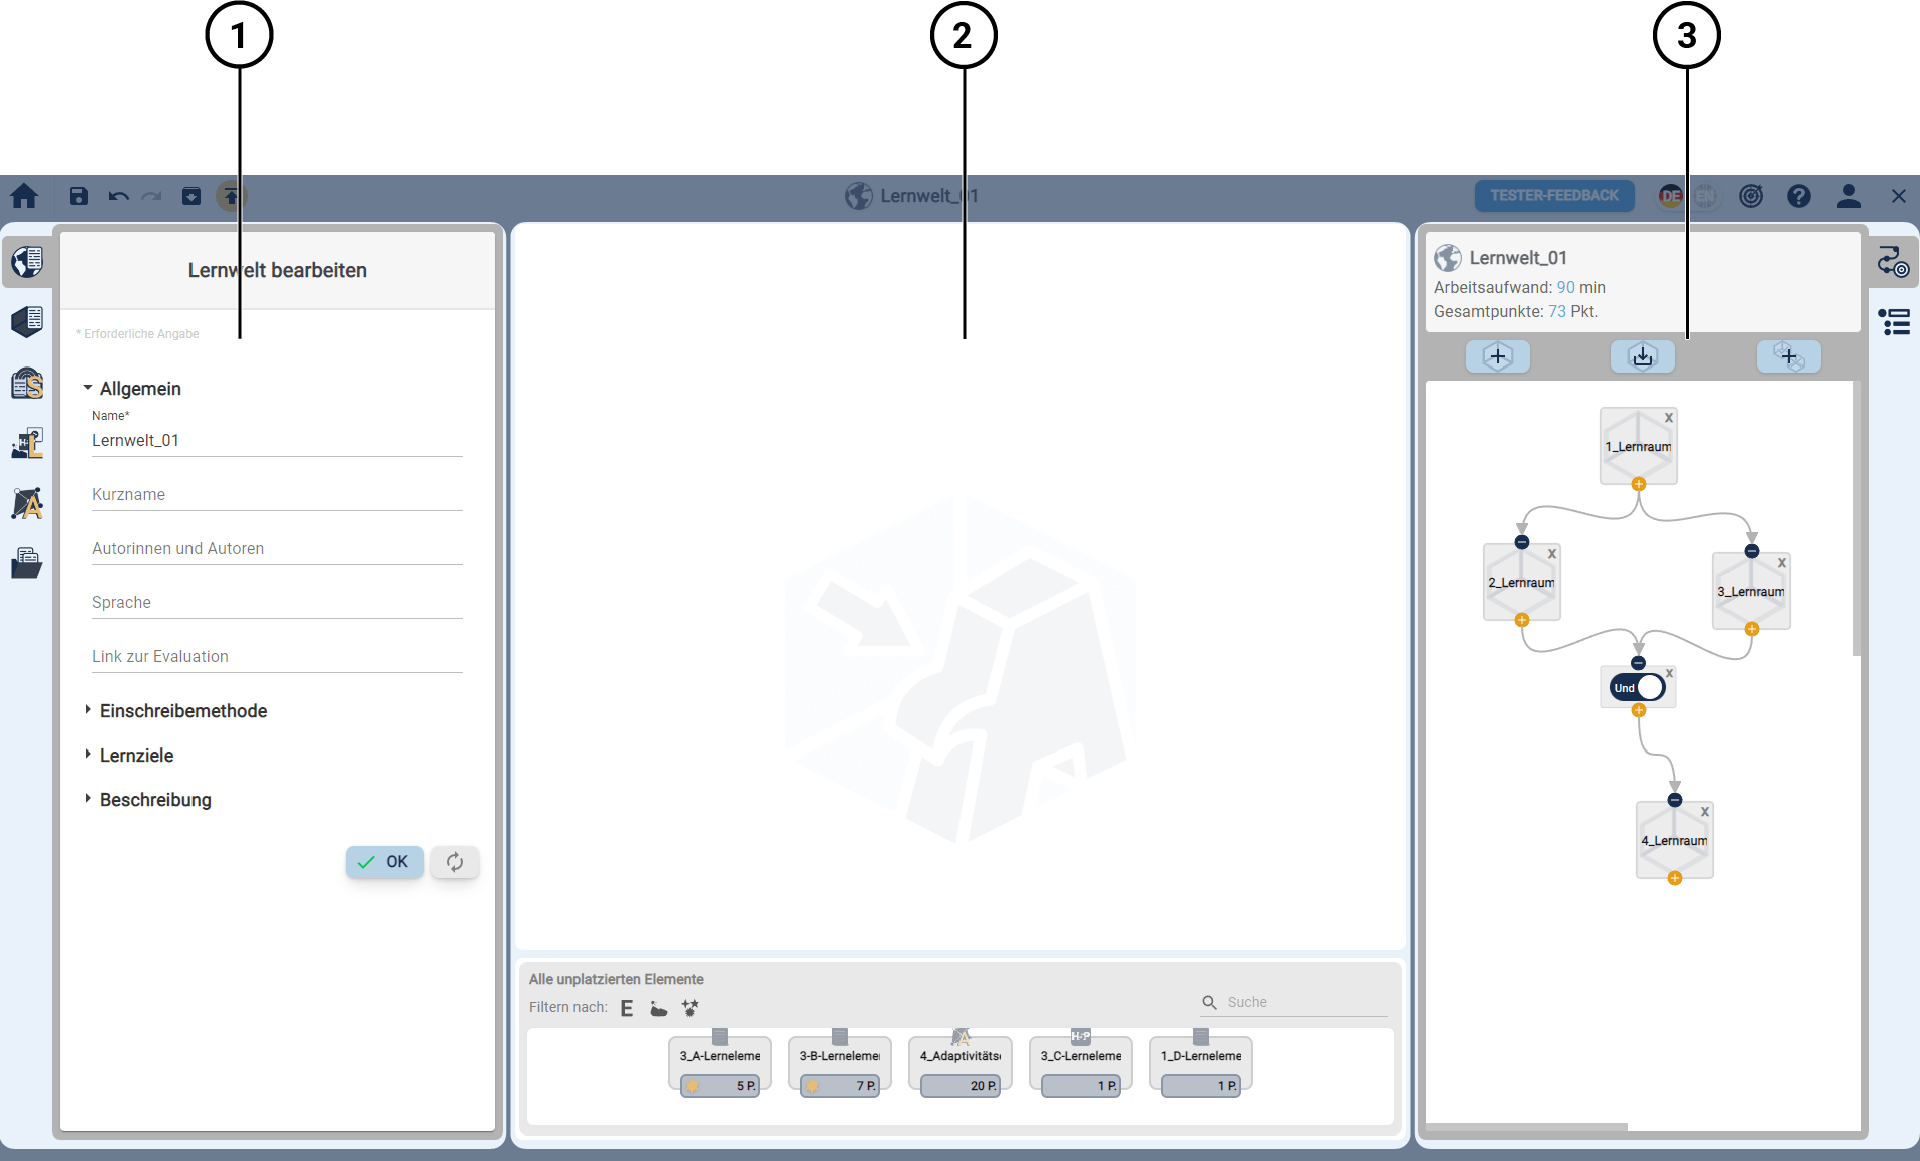 1
2
3
Lernwelt_01
TESTER-FEEDBACK
DE
EN
Lernwelt bearbeiten
* Erforderliche Angabe
Allgemein
Name*
Lernwelt_01
Kurzname
Autorinnen und Autoren
Sprache
Link zur Evaluation
Einschreibemethode
Lernziele
Beschreibung
OK
Alle unplatzierten Elemente
Filtern nach: E
Suche
3_A-Lerneleme
5 P.
3-B-Lernelemer
7 P.
4_Adaptivitäts
20 P.
H-P
3_C-Lerneleme
1 P.
1_D-Lerneleme
1 P.
Lernwelt_01
Arbeitsaufwand: 90 min
Gesamtpunkte: 73 Pkt.
1_Lernraum
2_Lernraum
3_Lernraum
Und
4_Lernraum